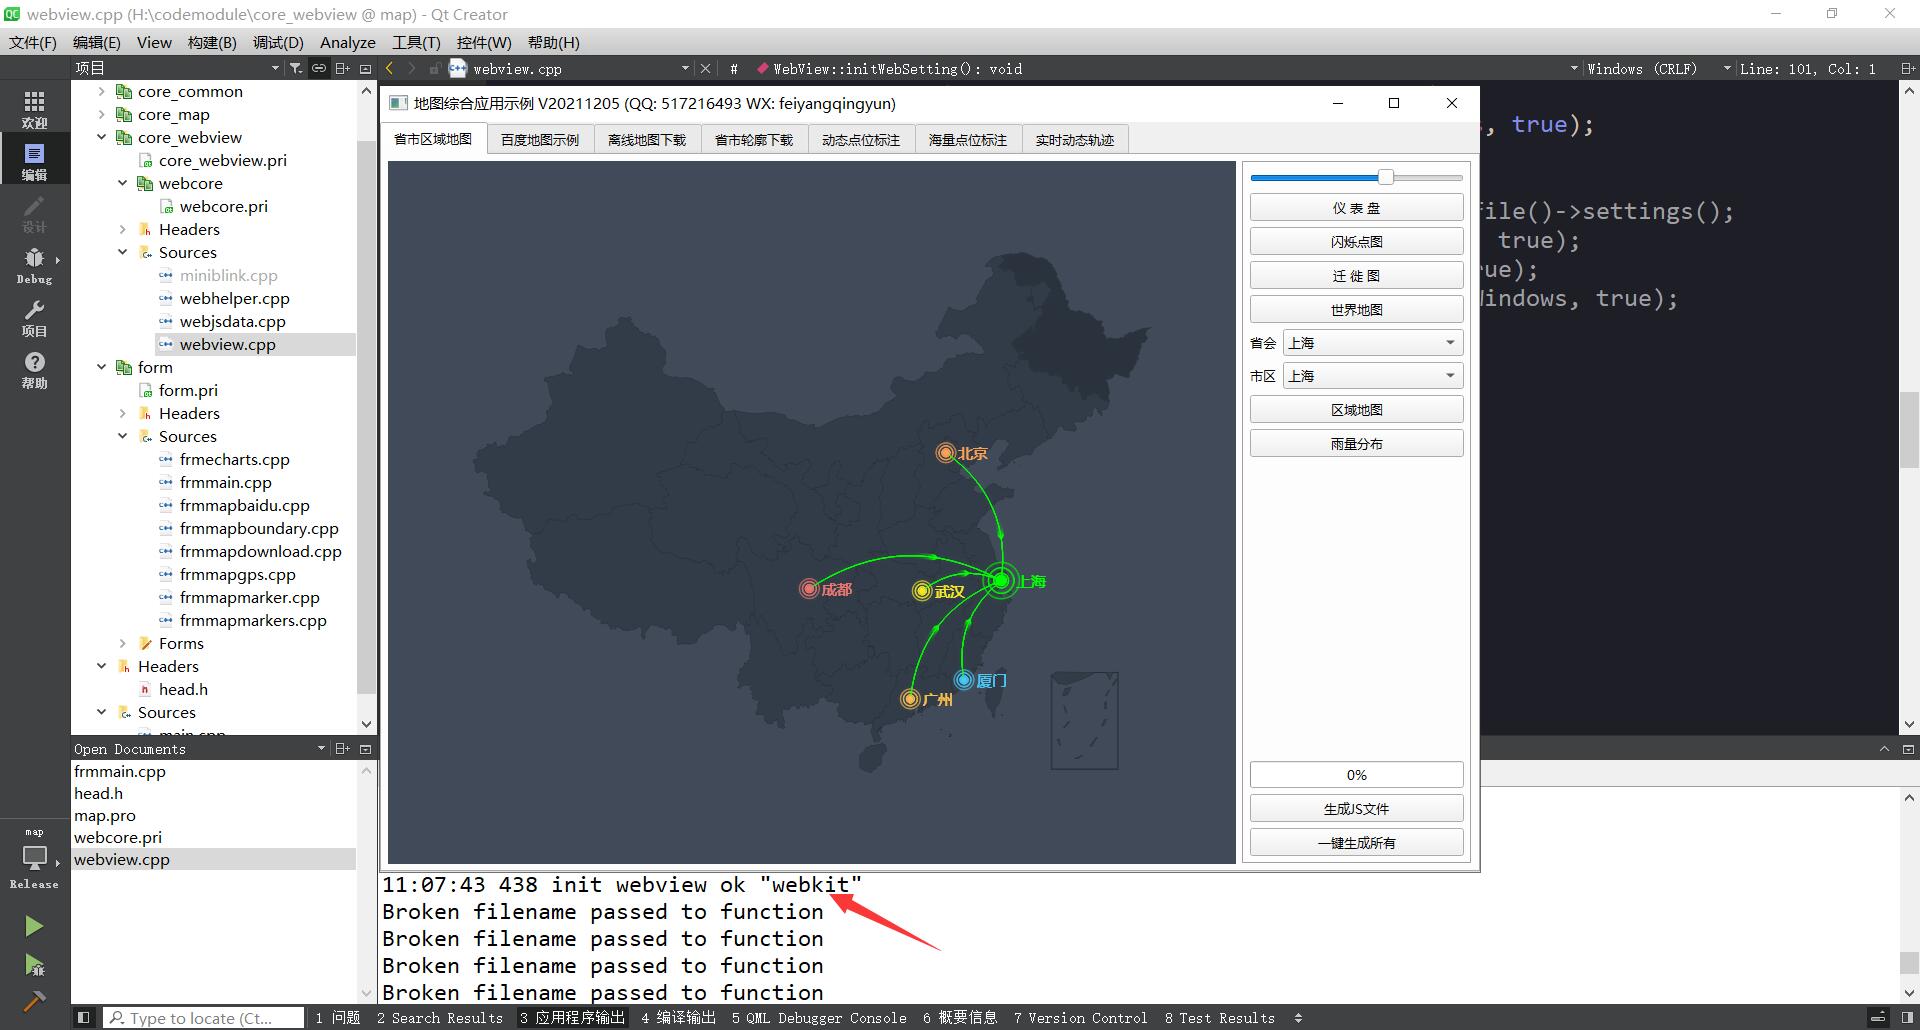 webview.cpp (H:\codemodule\core_webview @ map) - Qt Creator
文件(F) 编辑(E) View 构建(B) 调试(D) Analyze 工具(T) 控件(W) 帮助(H)
项目
webview.cpp
#
WebView::initWebSetting(): void
Windows (CRLF)
Line: 101, Col: 1
欢迎
编辑
设计
Debug
项目
帮助
map
Release
core_common
core_map
core_webview
core_webview.pri
webcore
webcore.pri
Headers
Sources
miniblink.cpp
webhelper.cpp
webjsdata.cpp
webview.cpp
form
form.pri
Headers
Sources
frmecharts.cpp
frmmain.cpp
frmmapbaidu.cpp
frmmapboundary.cpp
frmmapdownload.cpp
frmmapgps.cpp
frmmapmarker.cpp
frmmapmarkers.cpp
Forms
Headers
head.h
Sources
main.cpp
Open Documents
frmmain.cpp
head.h
map.pro
webcore.pri
webview.cpp
地图综合应用示例 V20211205 (QQ: 517216493 WX: feiyangqingyun)
省市区域地图 百度地图示例 离线地图下载 省市轮廓下载 动态点位标注 海量点位标注 实时动态轨迹
北京
成都
武汉
上海
厦门
广州
仪 表 盘
闪烁点图
迁 徙 图
世界地图
省会 上海
市区 上海
区域地图
雨量分布
0%
生成JS文件
一键生成所有
, true);
file()->settings();
true);
rue);
Windows, true);
11:07:43 438 init webview ok "webkit"
Broken filename passed to function
Broken filename passed to function
Broken filename passed to function
Broken filename passed to function
Type to locate (Ct...
1 问题 2 Search Results 3 应用程序输出 4 编译输出 5 QML Debugger Console 6 概要信息 7 Version Control 8 Test Results